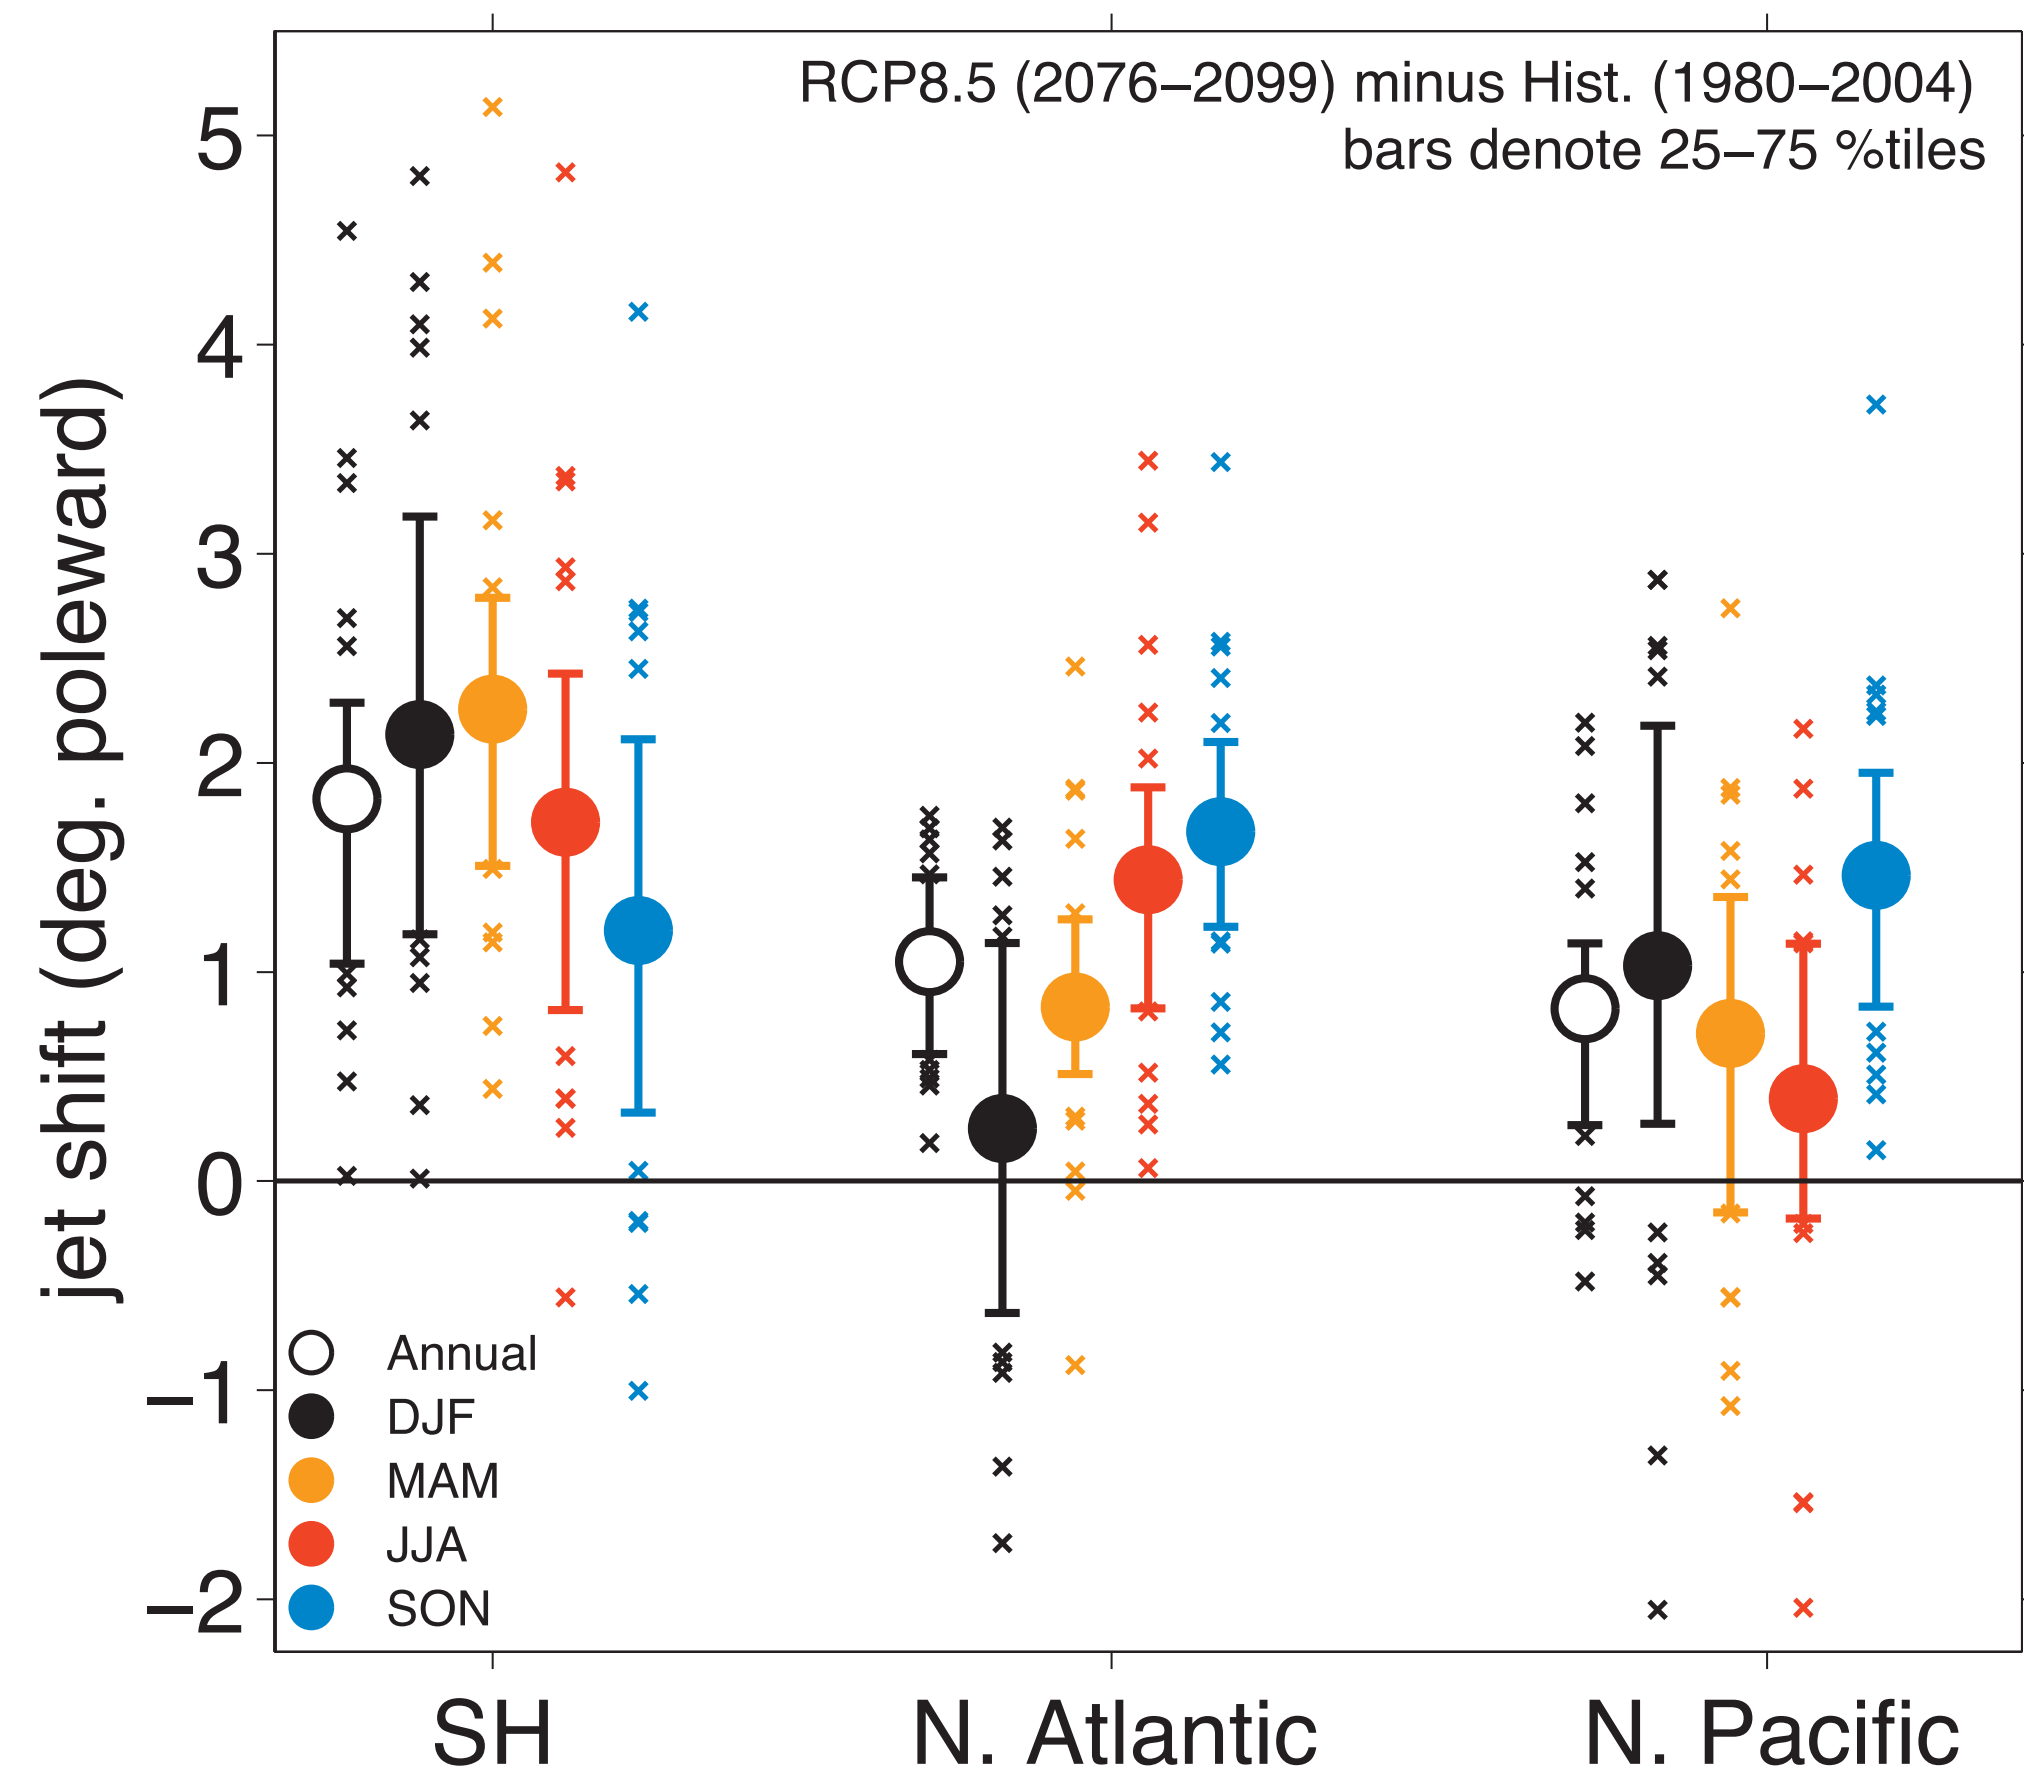 RCP8.5 (2076–2099) minus Hist. (1980–2004)
bars denote 25–75 %tiles
jet shift (deg. poleward)
5
4
3
2
1
0
−1
−2
Annual
DJF
MAM
JJA
SON
SH
N. Atlantic
N. Pacific